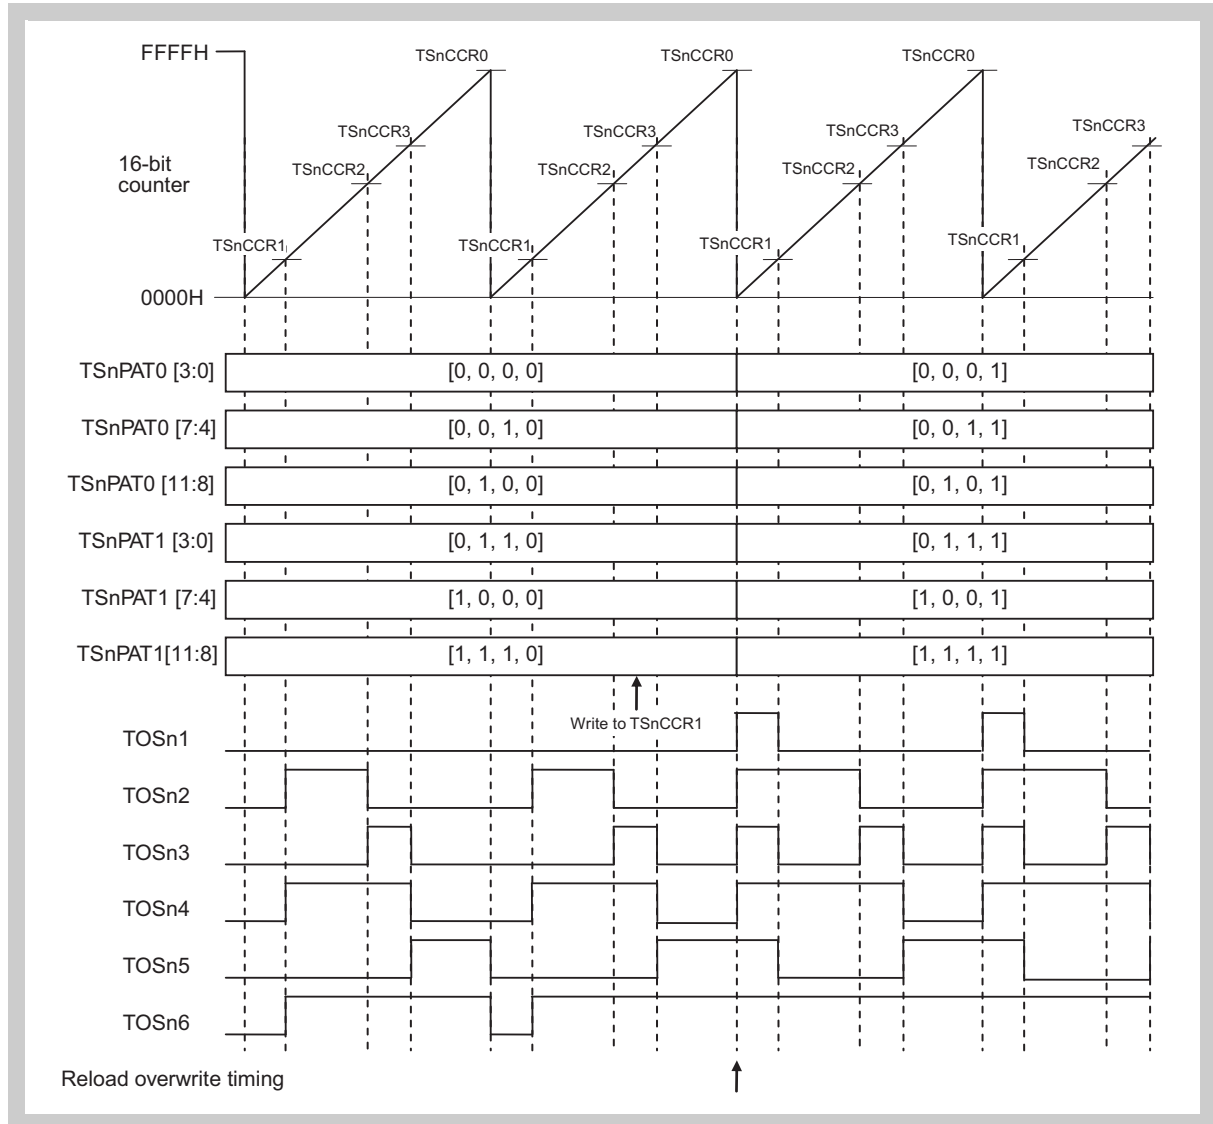 FFFFH
TSnCCR0 TSnCCR0 TSnCCR0
TSnCCR3 TSnCCR3 TSnCCR3 TSnCCR3
16-bit
counter
TSnCCR2 TSnCCR2 TSnCCR2 TSnCCR2
TSnCCR1 TSnCCR1 TSnCCR1 TSnCCR1
0000H
TSnPAT0 [3:0] [0, 0, 0, 0] [0, 0, 0, 1]
TSnPAT0 [7:4] [0, 0, 1, 0] [0, 0, 1, 1]
TSnPAT0 [11:8] [0, 1, 0, 0] [0, 1, 0, 1]
TSnPAT1 [3:0] [0, 1, 1, 0] [0, 1, 1, 1]
TSnPAT1 [7:4] [1, 0, 0, 0] [1, 0, 0, 1]
TSnPAT1[11:8] [1, 1, 1, 0] [1, 1, 1, 1]
Write to TSnCCR1
TOSn1
TOSn2
TOSn3
TOSn4
TOSn5
TOSn6
Reload overwrite timing